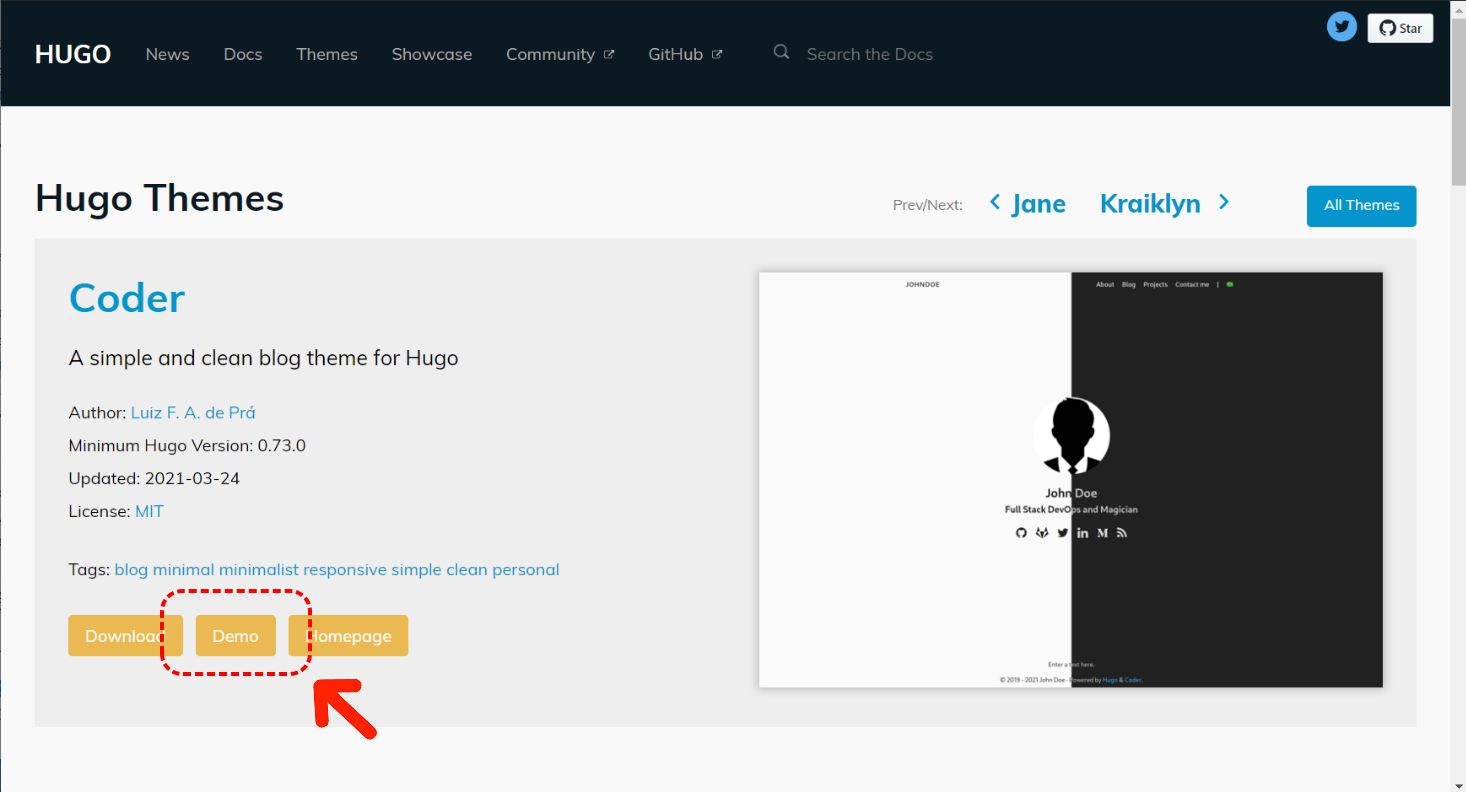 HUGO News Docs Themes Showcase Community GitHub Search the Docs
Star
Hugo Themes
Prev/Next: Jane Kraiklyn All Themes
Coder
A simple and clean blog theme for Hugo
Author: Luiz F. A. de Prá
Minimum Hugo Version: 0.73.0
Updated: 2021-03-24
License: MIT
Tags: blog minimal minimalist responsive simple clean personal
Download Demo Homepage
JOHNDOE About Blog Projects Contact me |
John Doe
Full Stack DevOps and Magician
Enter a text here.
© 2019 - 2021 John Doe · Powered by Hugo & Coder.